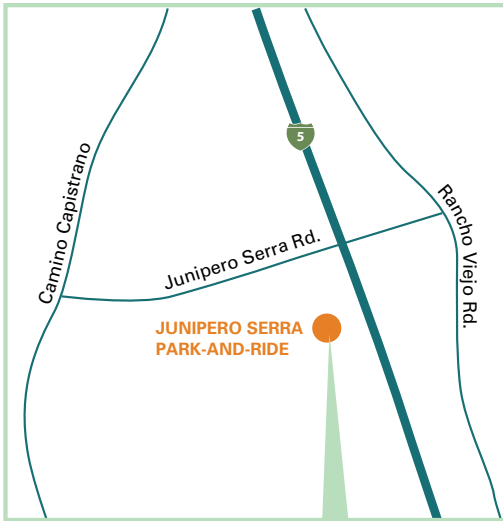 5
Camino Capistrano
Rancho Viejo Rd.
Junipero Serra Rd.
JUNIPERO SERRA
PARK-AND-RIDE